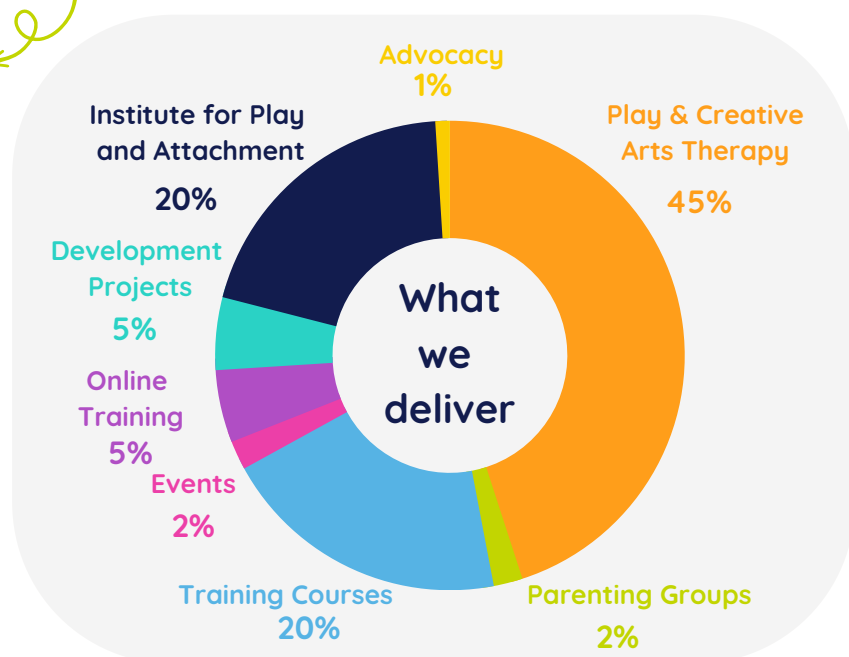 Advocacy
1%
Play & Creative
Arts Therapy
45%
Institute for Play
and Attachment
20%
Development
Projects
5%
Online
Training
5%
Events
2%
Training Courses
20%
Parenting Groups
2%
What
we
deliver